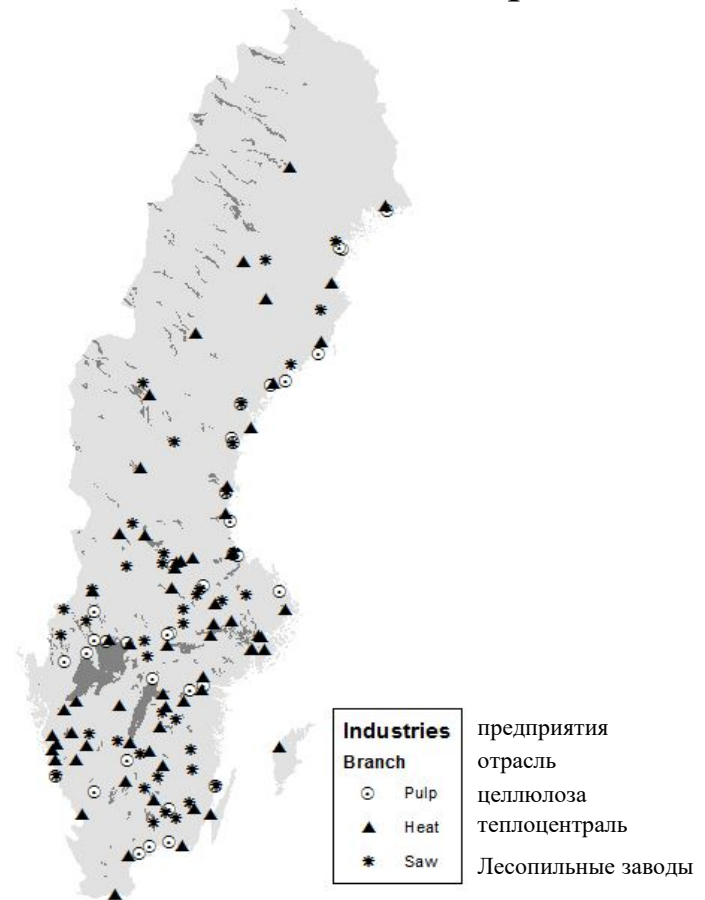 Industries предприятия
Branch отрасль
Pulp целлюлоза
Heat теплоцентраль
Saw Лесопильные заводы